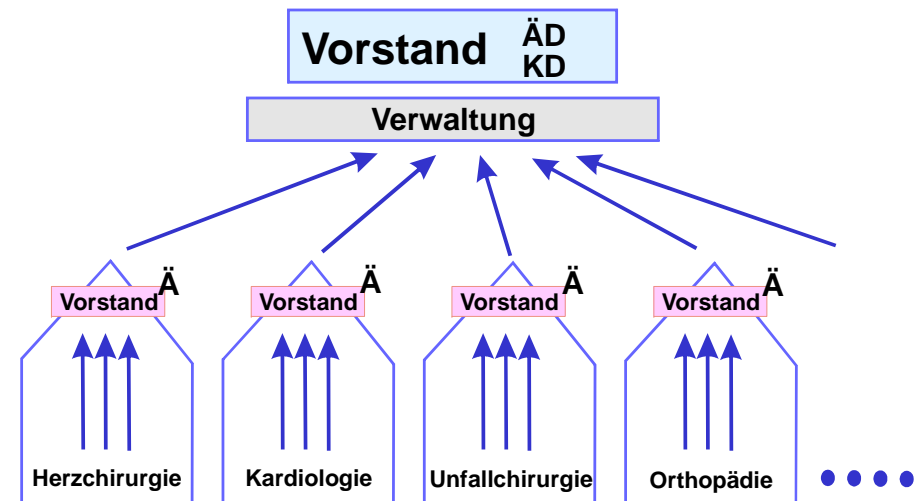 Vorstand ÄD
KD
Verwaltung
Vorstand Ä
Vorstand Ä
Vorstand Ä
Vorstand Ä
Herzchirurgie
Kardiologie
Unfallchirurgie
Orthopädie